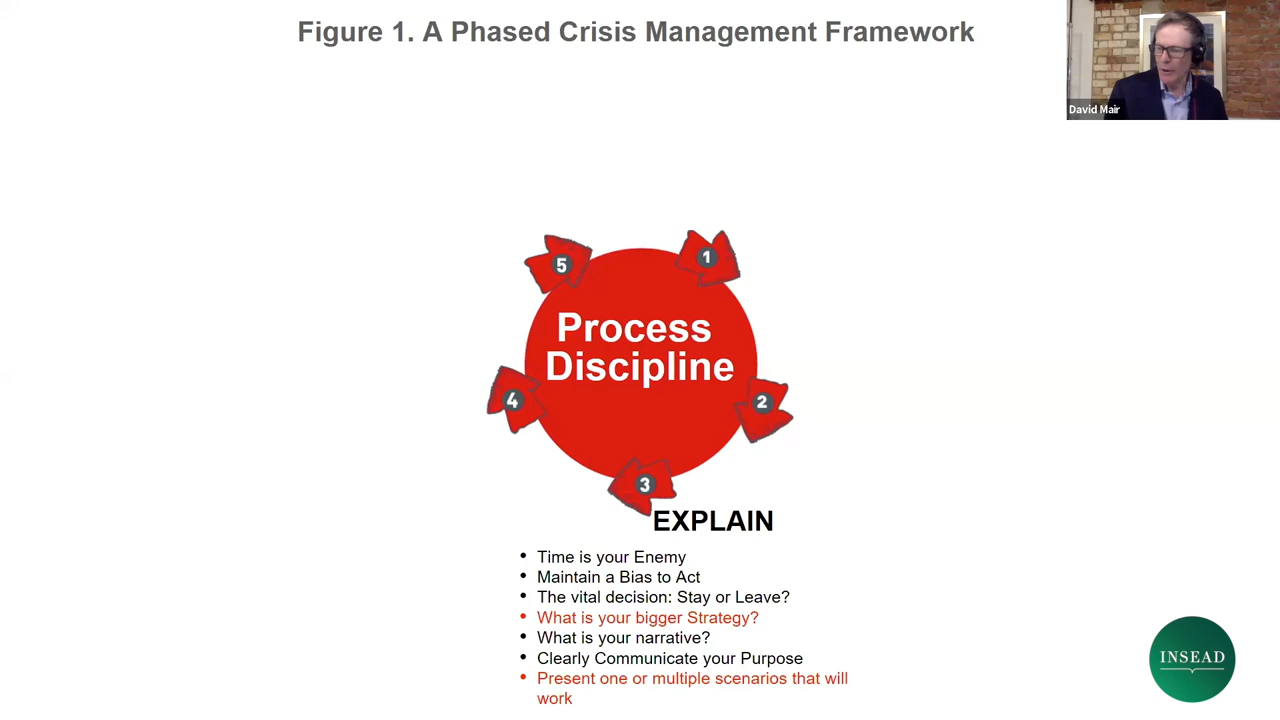 Figure 1. A Phased Crisis Management Framework
David Mair
5
1
Process
Discipline
4
2
3
EXPLAIN
• Time is your Enemy
• Maintain a Bias to Act
• The vital decision: Stay or Leave?
• What is your bigger Strategy?
• What is your narrative?
• Clearly Communicate your Purpose
• Present one or multiple scenarios that will
work
INSEAD